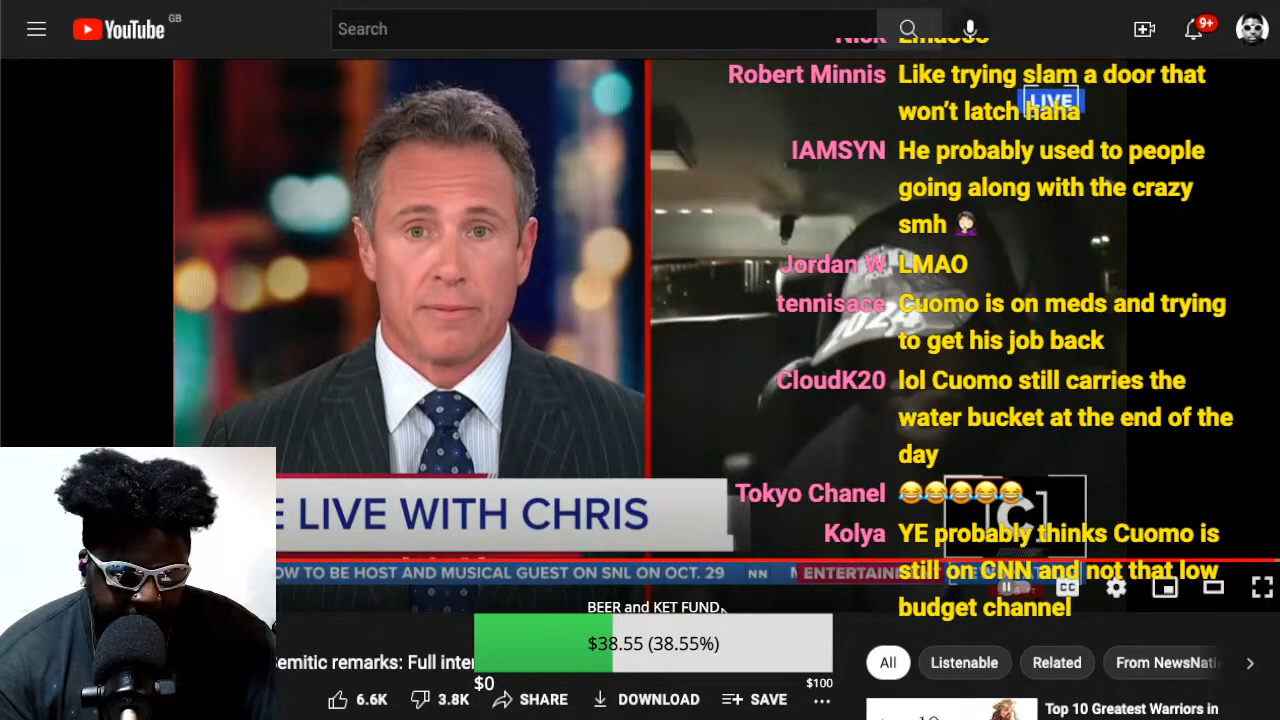 YouTube GB
Search
9+
Robert Minnis Like trying slam a door that
won't latch haha
LIVE
IAMSYN He probably used to people
going along with the crazy
smh 🤦🏻‍♀️
Jordan W LMAO
tennisace Cuomo is on meds and trying
to get his job back
2024
CloudK20 lol Cuomo still carries the
water bucket at the end of the
day
Tokyo Chanel 😂😂😂😂😂
Kolya YE probably thinks Cuomo is
still on CNN and not that low
budget channel
E LIVE WITH CHRIS
OW TO BE HOST AND MUSICAL GUEST ON SNL ON OCT. 29
NN
ENTERTAIN
CC
BEER and KET FUND
$38.55 (38.55%)
$0
$100
emitic remarks: Full inter
6.6K
3.8K
SHARE
DOWNLOAD
SAVE
...
All
Listenable
Related
From NewsNati
Top 10 Greatest Warriors in